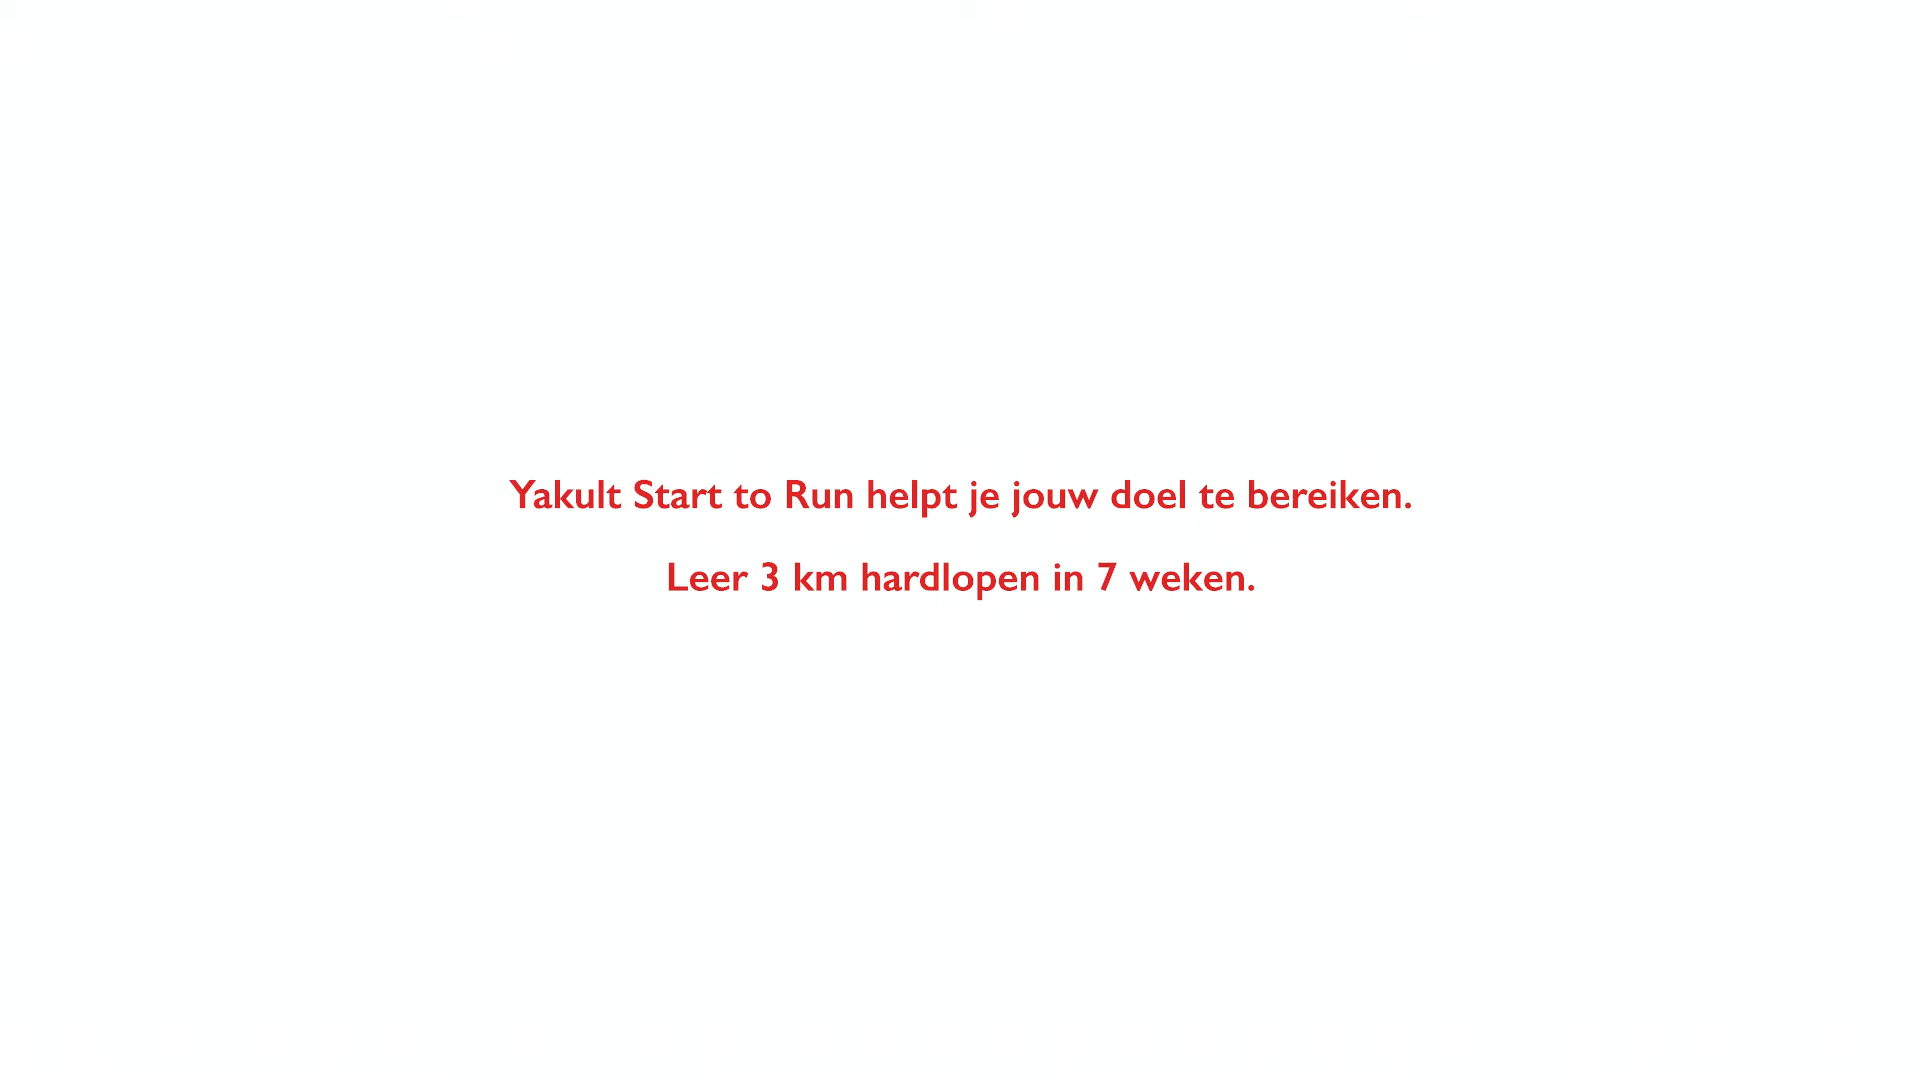 Yakult Start to Run helpt je jouw doel te bereiken.
Leer 3 km hardlopen in 7 weken.